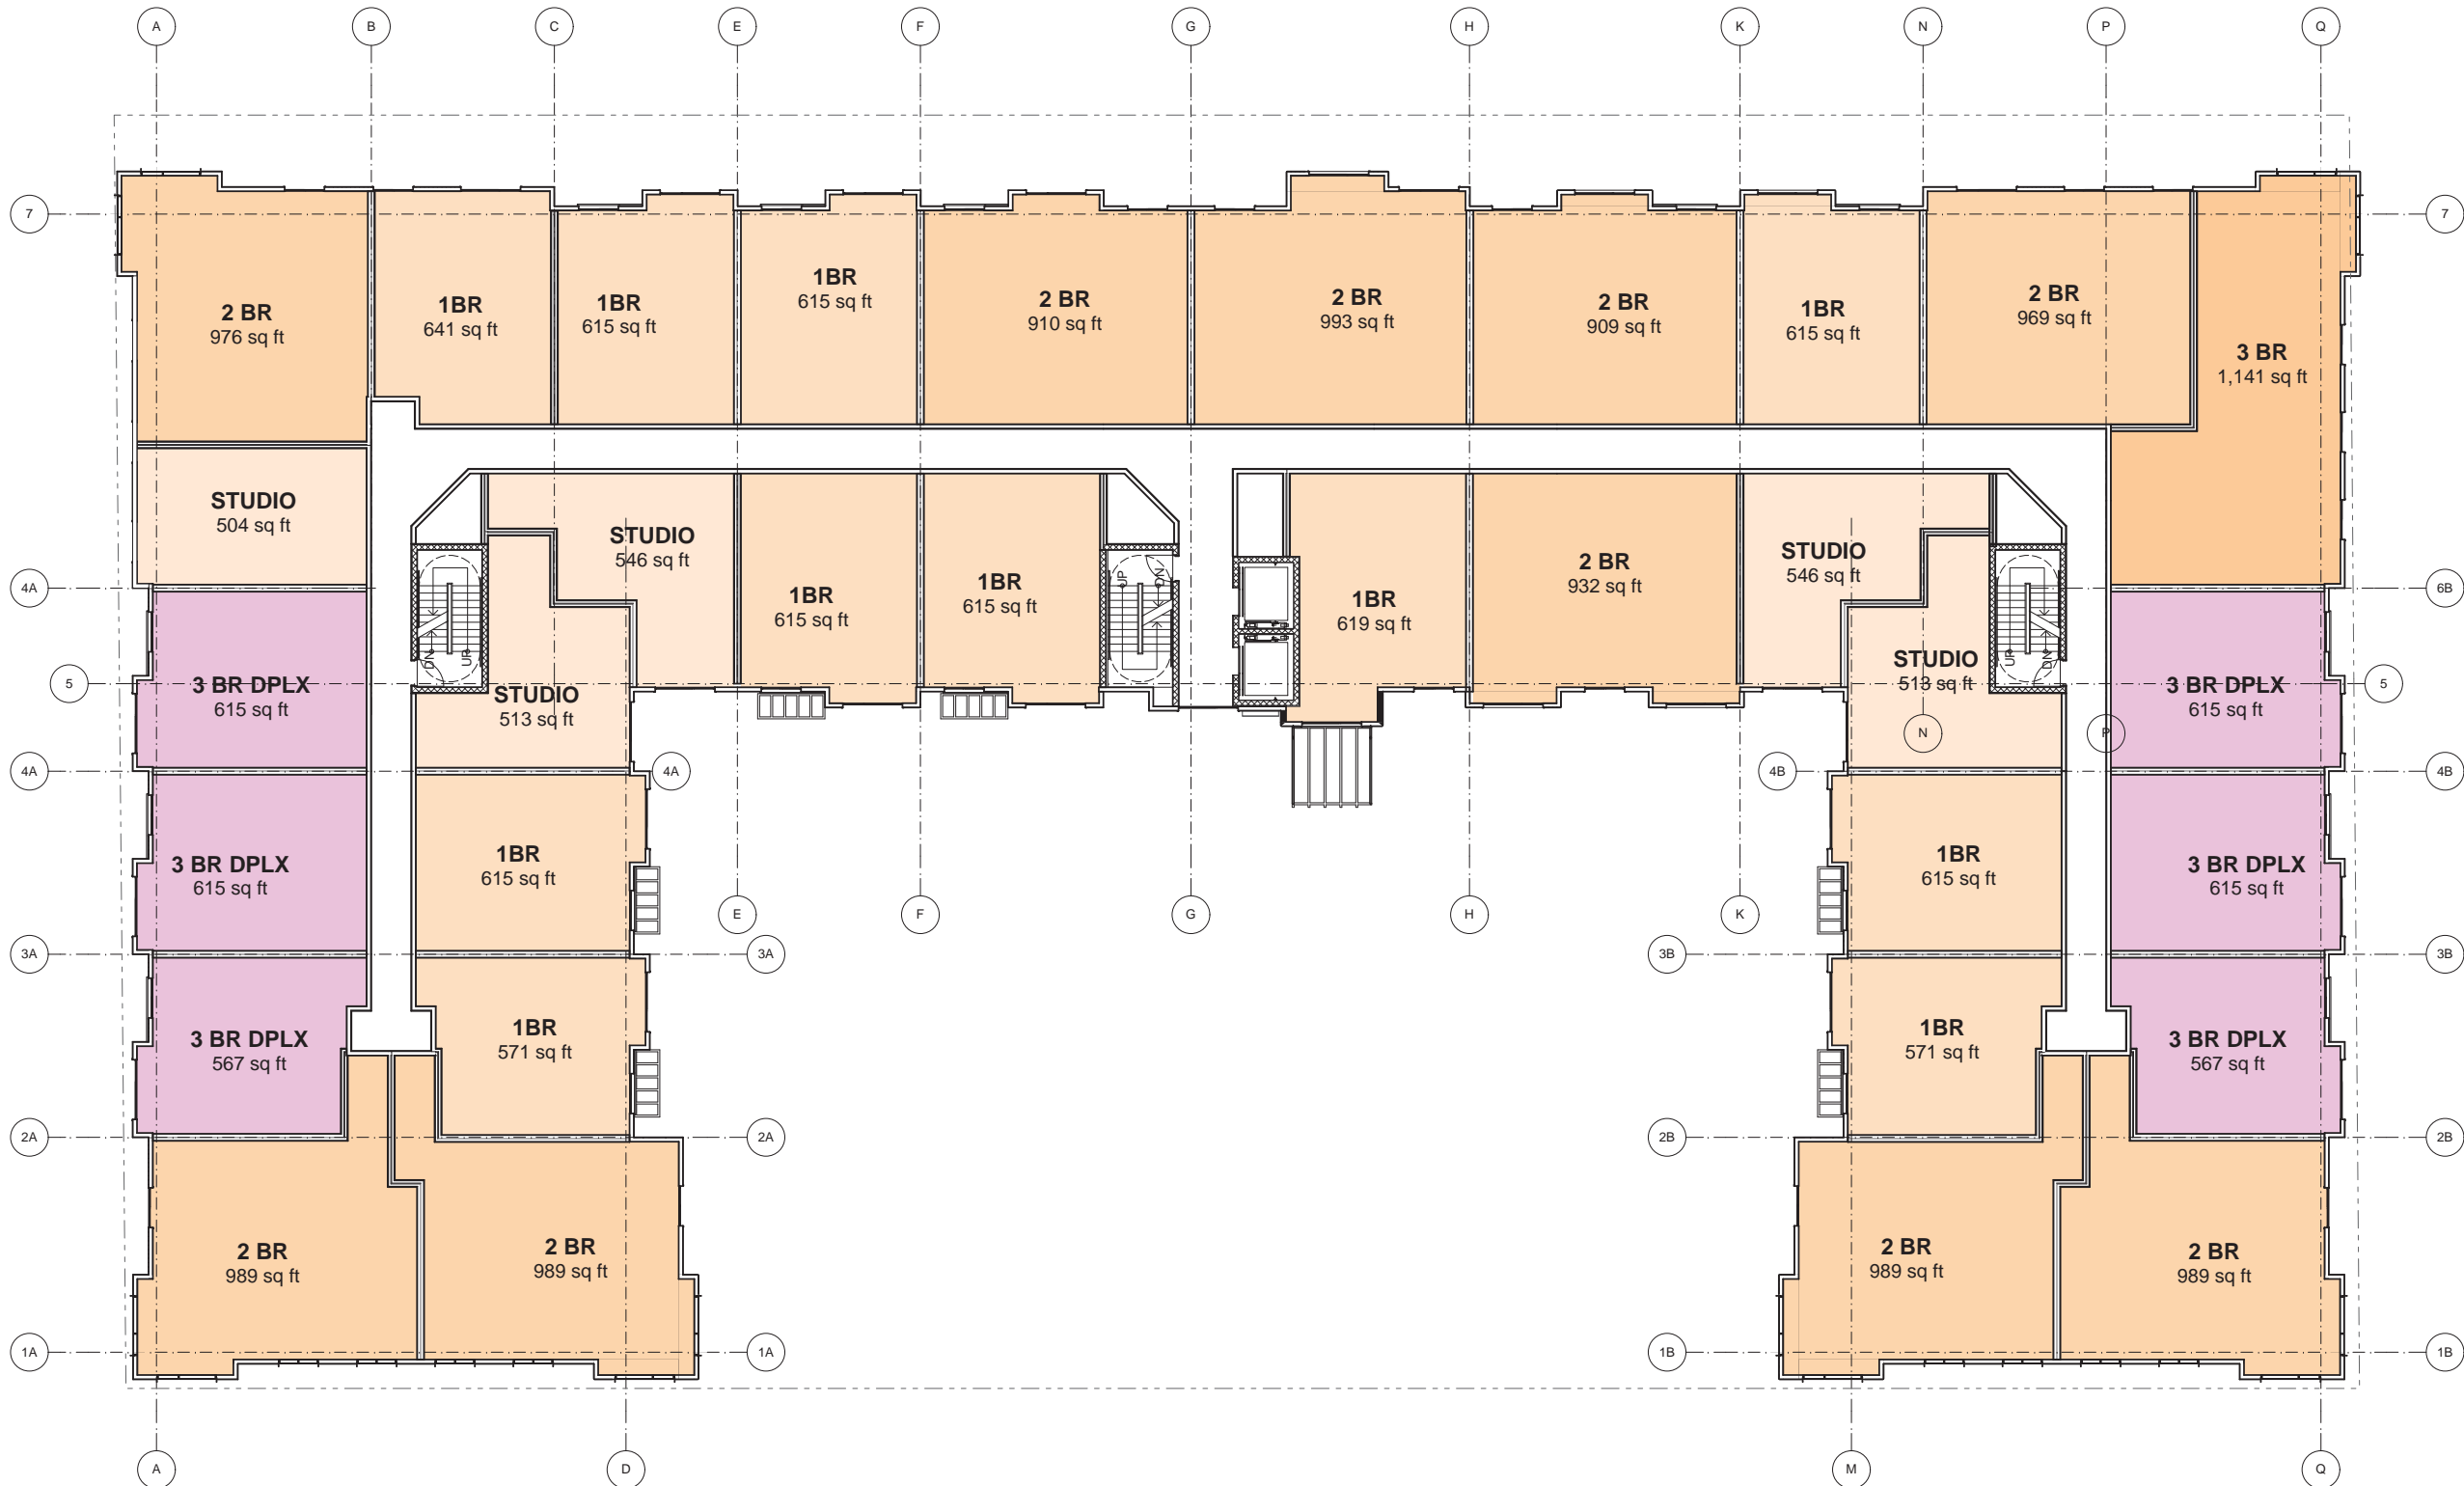 A B C E F G H K N P Q
7 7
2 BR
976 sq ft
1BR
641 sq ft
1BR
615 sq ft
1BR
615 sq ft
2 BR
910 sq ft
2 BR
993 sq ft
2 BR
909 sq ft
1BR
615 sq ft
2 BR
969 sq ft
3 BR
1,141 sq ft
STUDIO
504 sq ft
STUDIO
546 sq ft
1BR
615 sq ft
1BR
615 sq ft
UP DN
1BR
619 sq ft
2 BR
932 sq ft
STUDIO
546 sq ft
4A 6B
DN UP
UP DN
5 5
3 BR DPLX
615 sq ft
STUDIO
513 sq ft
STUDIO
513 sq ft
3 BR DPLX
615 sq ft
N P
4A 4A 4B 4B
3 BR DPLX
615 sq ft
1BR
615 sq ft
1BR
615 sq ft
3 BR DPLX
615 sq ft
E F G H K
3A 3A 3B 3B
3 BR DPLX
567 sq ft
1BR
571 sq ft
1BR
571 sq ft
3 BR DPLX
567 sq ft
2A 2A 2B 2B
2 BR
989 sq ft
2 BR
989 sq ft
2 BR
989 sq ft
2 BR
989 sq ft
1A 1A 1B 1B
A D M Q